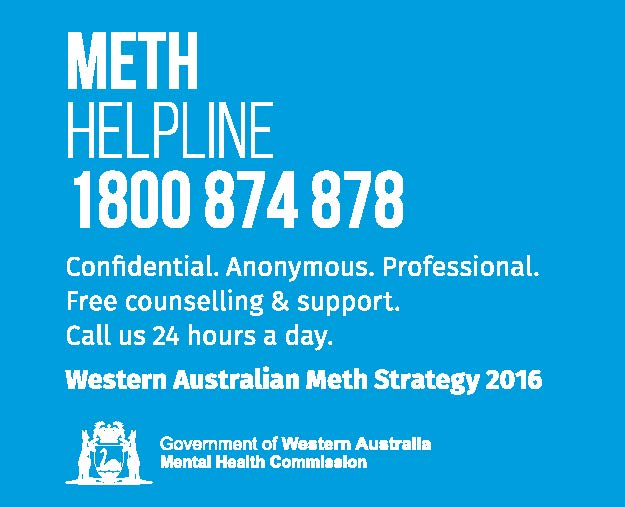 METH
HELPLINE
1800 874 878
Confidential. Anonymous. Professional.
Free counselling & support.
Call us 24 hours a day.
Western Australian Meth Strategy 2016
Government of Western Australia
Mental Health Commission